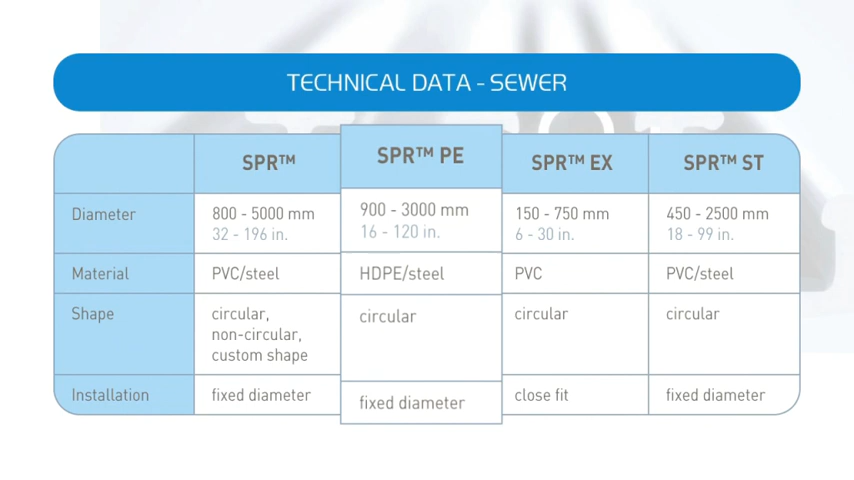 TECHNICAL DATA - SEWER
SPR™ SPR™ PE SPR™ EX SPR™ ST
Diameter 800 - 5000 mm 900 - 3000 mm 150 - 750 mm 450 - 2500 mm
32 - 196 in. 16 - 120 in. 6 - 30 in. 18 - 99 in.
Material PVC/steel HDPE/steel PVC PVC/steel
Shape circular, circular circular circular
non-circular,
custom shape
Installation fixed diameter fixed diameter close fit fixed diameter